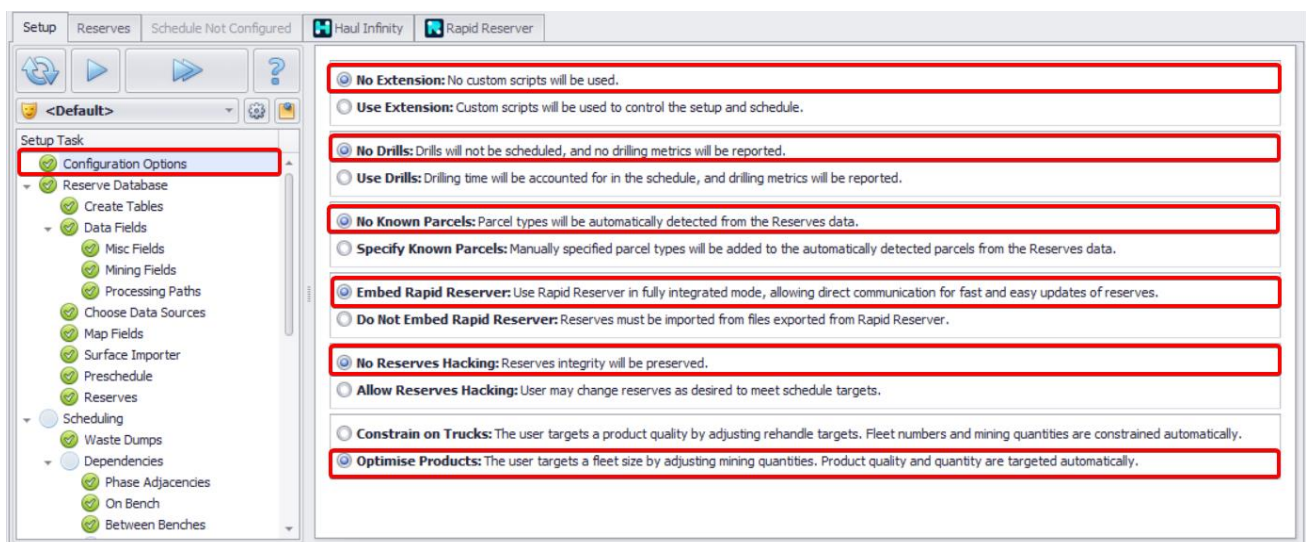 Setup
Reserves
Schedule Not Configured
Haul Infinity
Rapid Reserver
<Default>
Setup Task
Configuration Options
Reserve Database
Create Tables
Data Fields
Misc Fields
Mining Fields
Processing Paths
Choose Data Sources
Map Fields
Surface Importer
Preschedule
Reserves
Scheduling
Waste Dumps
Dependencies
Phase Adjacencies
On Bench
Between Benches
No Extension: No custom scripts will be used.
Use Extension: Custom scripts will be used to control the setup and schedule.
No Drills: Drills will not be scheduled, and no drilling metrics will be reported.
Use Drills: Drilling time will be accounted for in the schedule, and drilling metrics will be reported.
No Known Parcels: Parcel types will be automatically detected from the Reserves data.
Specify Known Parcels: Manually specified parcel types will be added to the automatically detected parcels from the Reserves data.
Embed Rapid Reserver: Use Rapid Reserver in fully integrated mode, allowing direct communication for fast and easy updates of reserves.
Do Not Embed Rapid Reserver: Reserves must be imported from files exported from Rapid Reserver.
No Reserves Hacking: Reserves integrity will be preserved.
Allow Reserves Hacking: User may change reserves as desired to meet schedule targets.
Constrain on Trucks: The user targets a product quality by adjusting rehandle targets. Fleet numbers and mining quantities are constrained automatically.
Optimise Products: The user targets a fleet size by adjusting mining quantities. Product quality and quantity are targeted automatically.